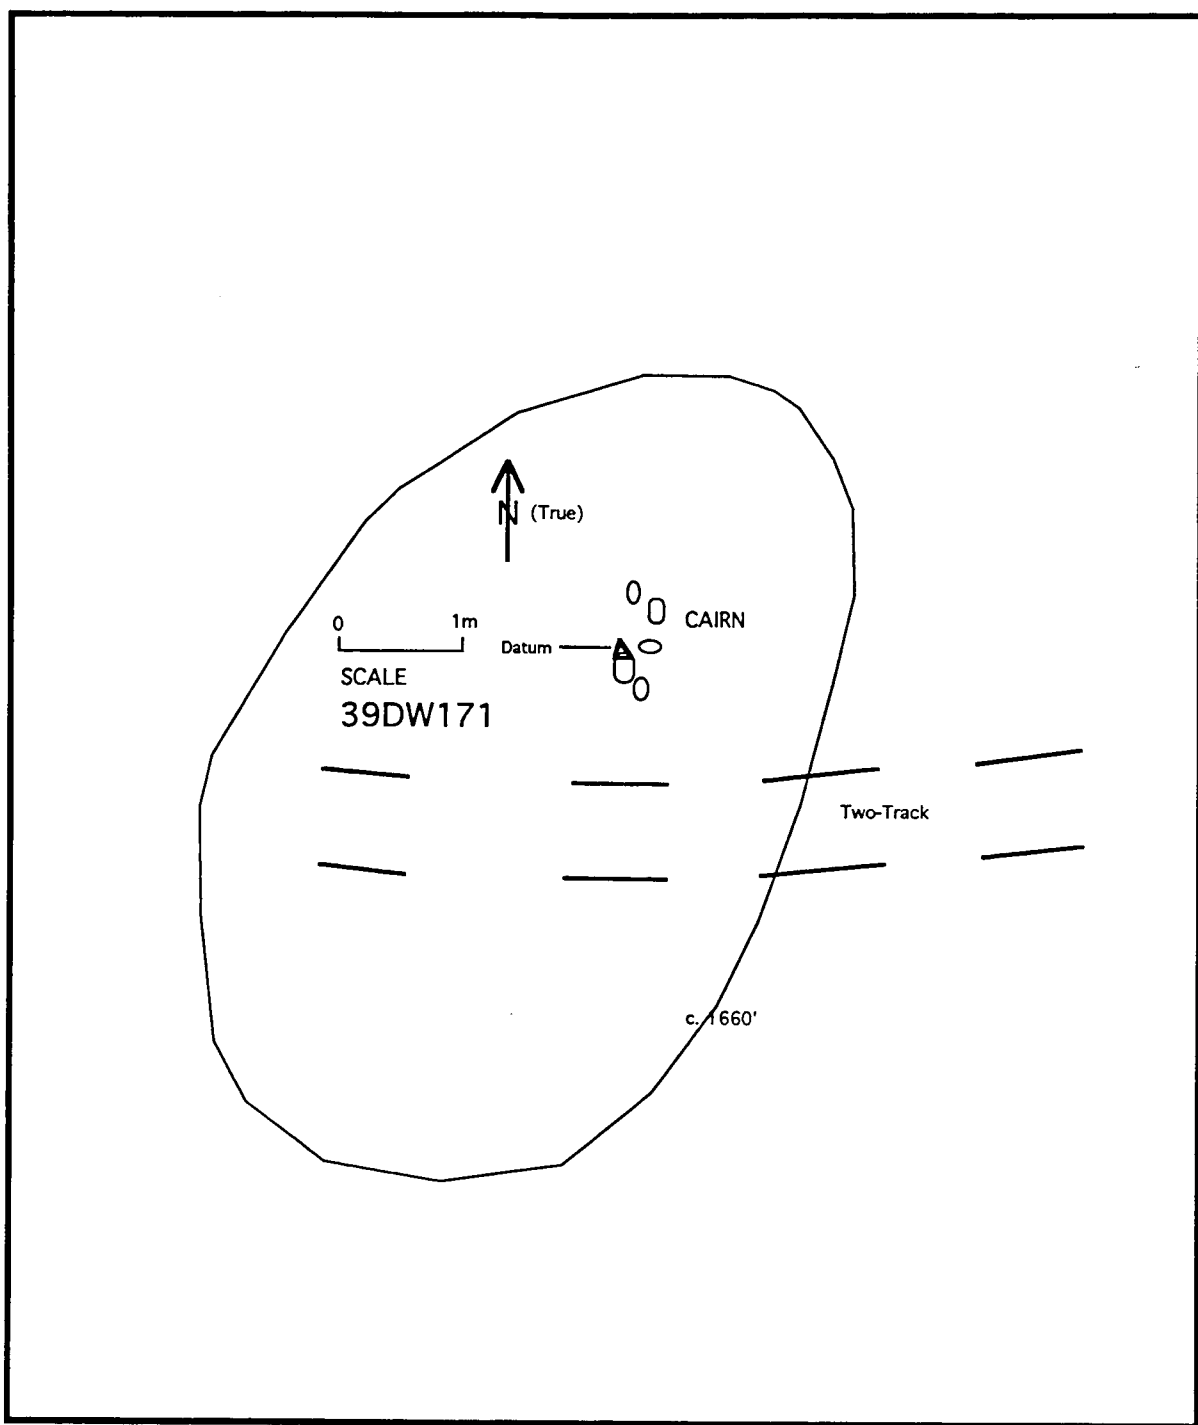 N (True)
CAIRN
0 1m
Datum
SCALE
39DW171
Two-Track
c. 1660'